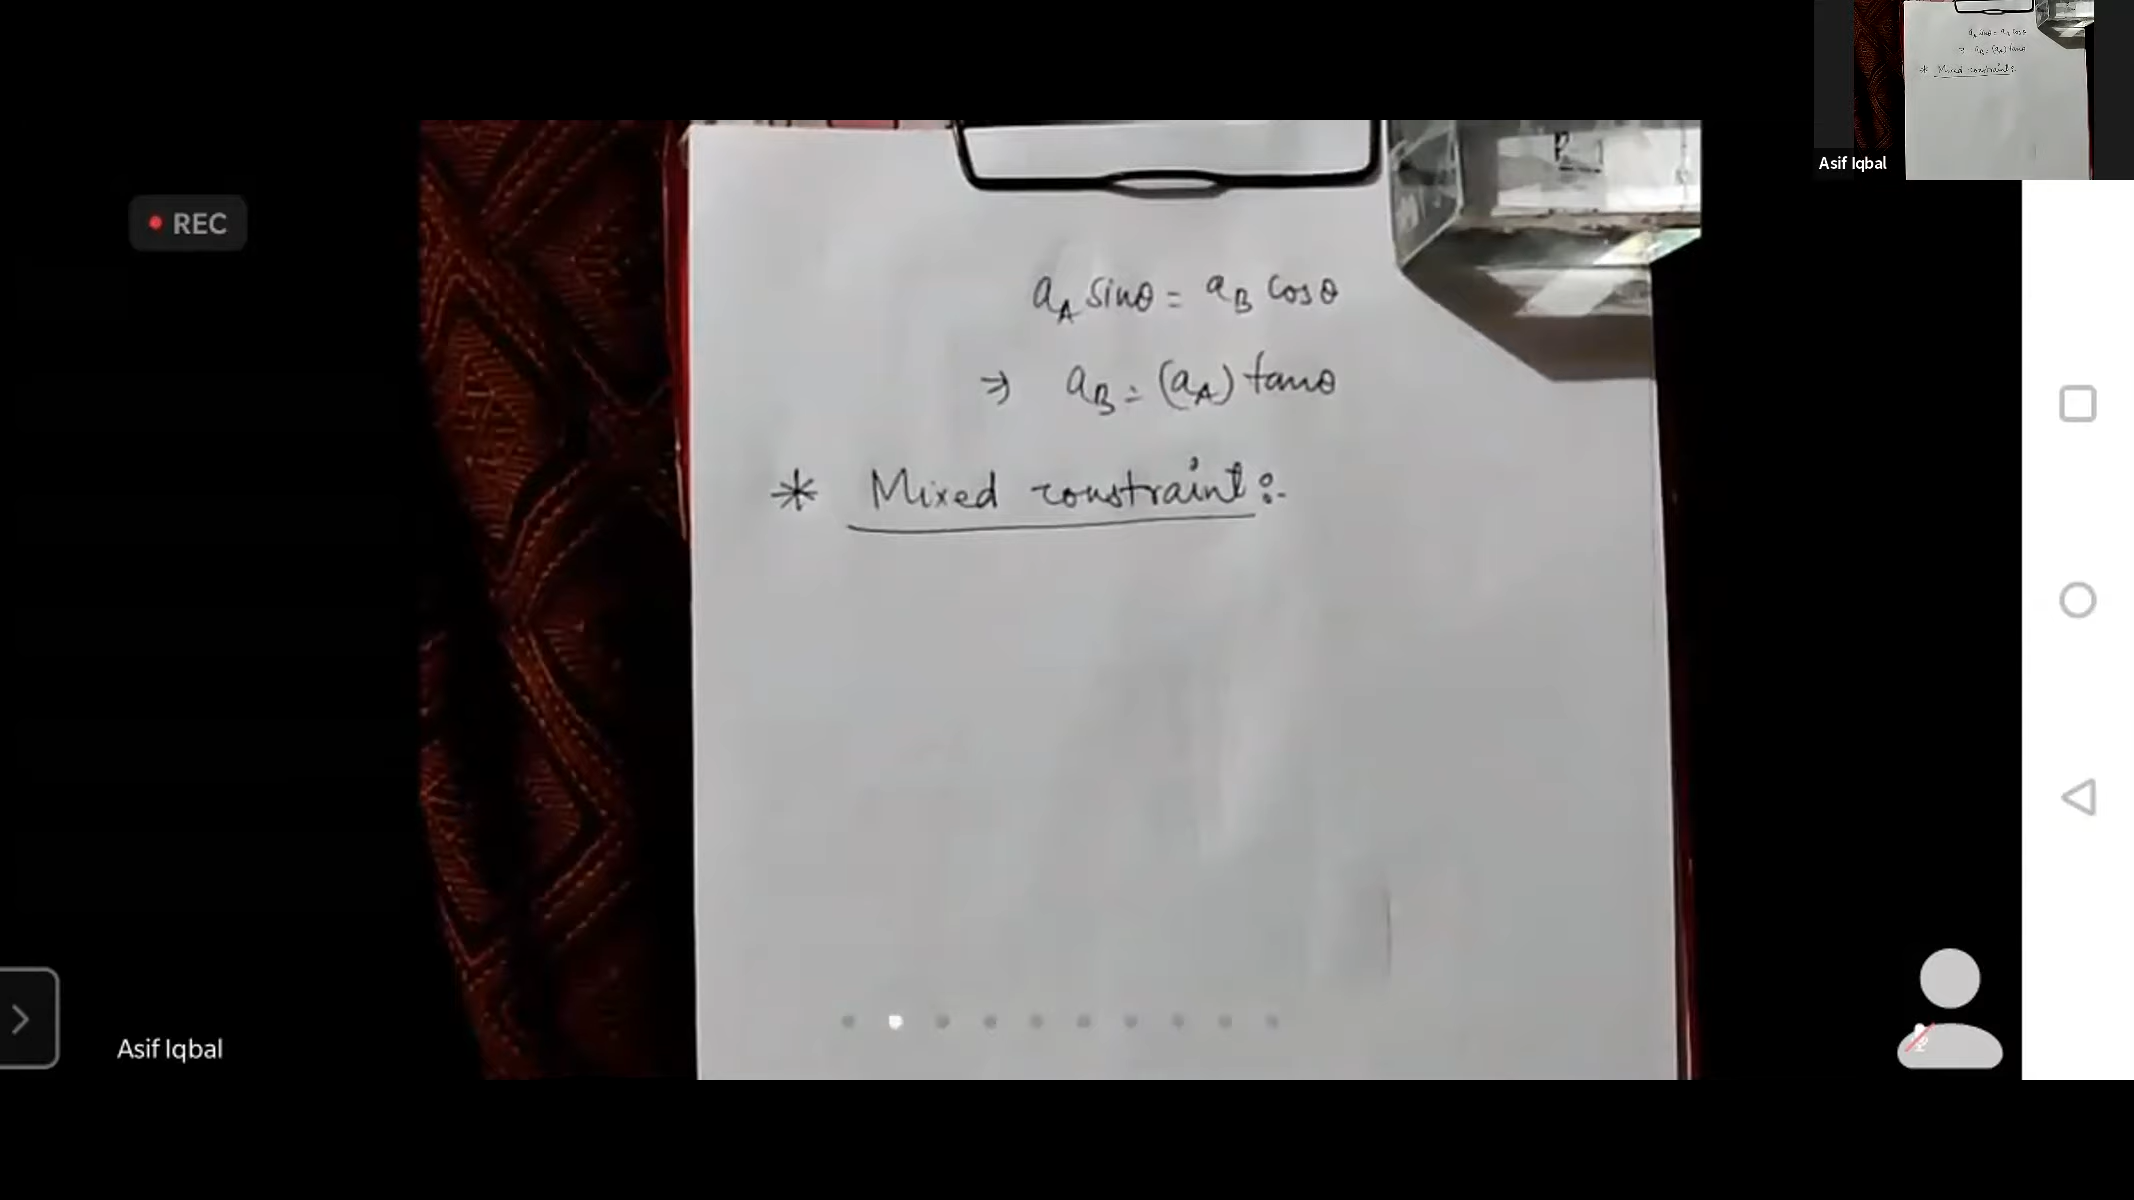 Asif Iqbal
REC
a_A sinθ = a_B cosθ
⇒ a_B = (a_A) tanθ
* Mixed constraint :-
Asif Iqbal